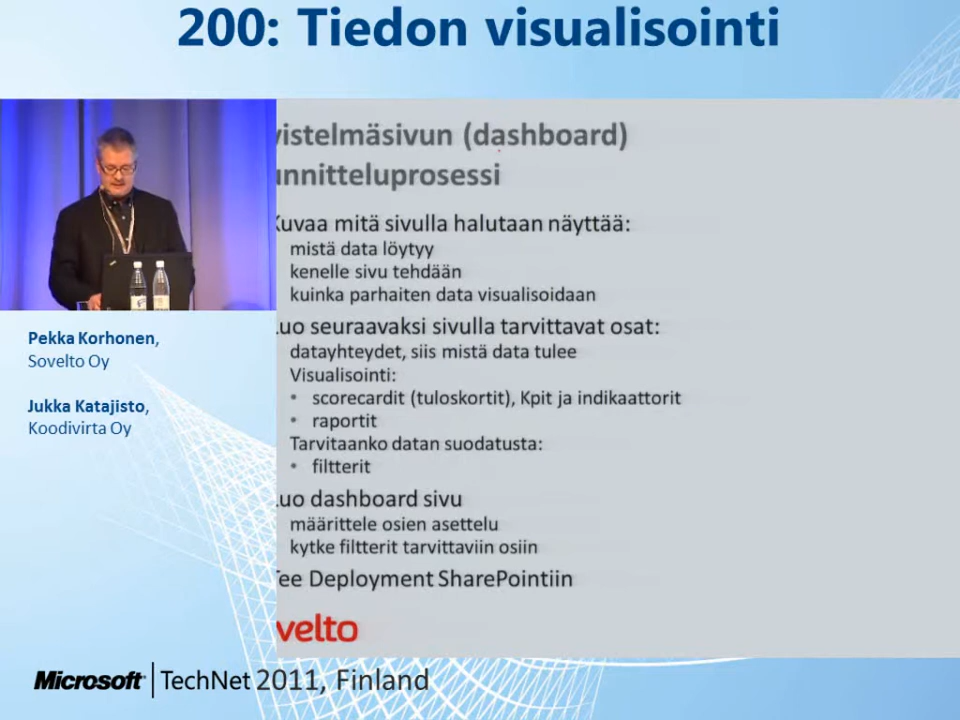 200: Tiedon visualisointi
vistelmäsivun (dashboard)
unnitteluprosessi
Kuvaa mitä sivulla halutaan näyttää:
mistä data löytyy
kenelle sivu tehdään
kuinka parhaiten data visualisoidaan
Luo seuraavaksi sivulla tarvittavat osat:
datayhteydet, siis mistä data tulee
Visualisointi:
• scorecardit (tuloskortit), Kpit ja indikaattorit
• raportit
Tarvitaanko datan suodatusta:
• filtterit
Luo dashboard sivu
määrittele osien asettelu
kytke filtterit tarvittaviin osiin
Tee Deployment SharePointiin
velto
Pekka Korhonen,
Sovelto Oy
Jukka Katajisto,
Koodivirta Oy
Microsoft | TechNet 2011, Finland